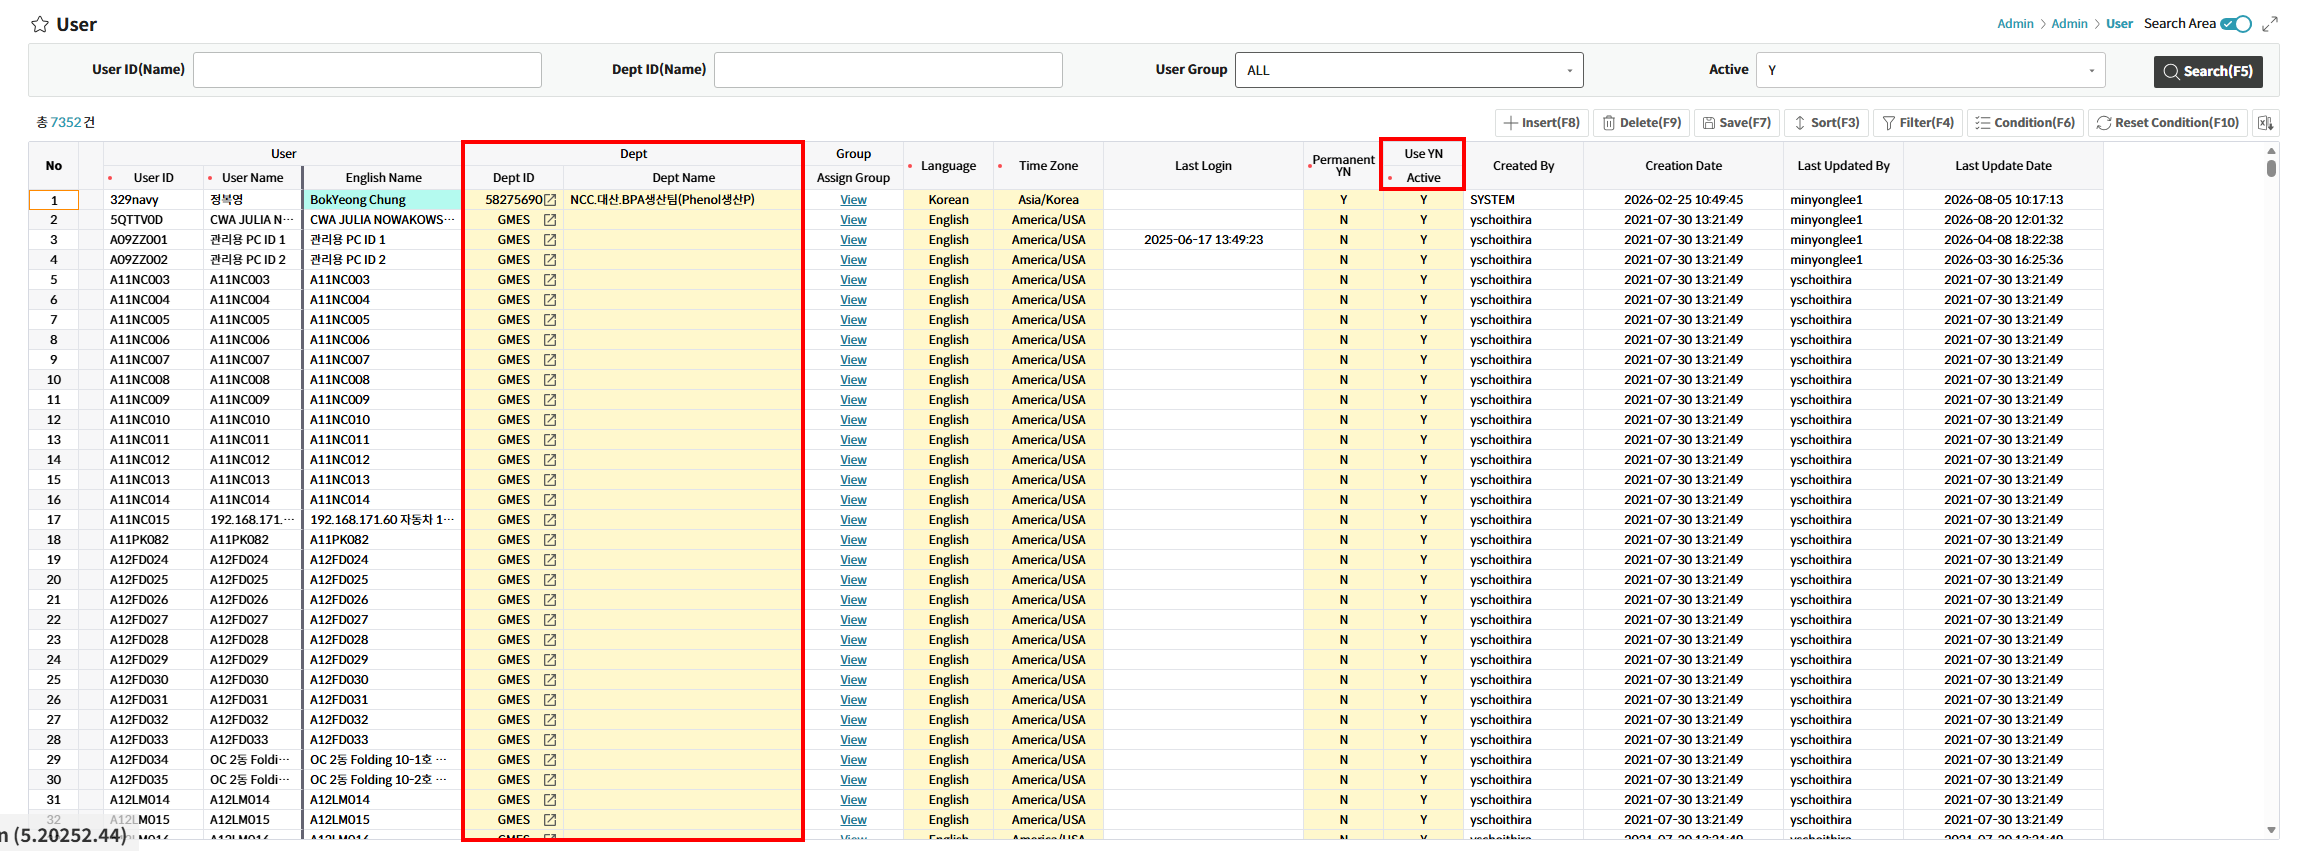 User
Admin > Admin > User Search Area
User ID(Name) Dept ID(Name) User Group ALL Active Y Search(F5)
총 7352 건
Insert(F8) Delete(F9) Save(F7) Sort(F3) Filter(F4) Condition(F6) Reset Condition(F10)
No User Dept Group Language Time Zone Last Login Permanent YN Use YN Created By Creation Date Last Updated By Last Update Date
User ID User Name English Name Dept ID Dept Name Assign Group Active
1 329navy 정복영 BokYeong Chung 58275690 NCC.대산.BPA생산팀(Phenol생산P) View Korean Asia/Korea Y Y SYSTEM 2026-02-25 10:49:45 minyonglee1 2026-08-05 10:17:13
2 5QTTV0D CWA JULIA N··· CWA JULIA NOWAKOWS··· GMES View English America/USA N Y yschoithira 2021-07-30 13:21:49 minyonglee1 2026-08-20 12:01:32
3 A09ZZ001 관리용 PC ID 1 관리용 PC ID 1 GMES View English America/USA 2025-06-17 13:49:23 N Y yschoithira 2021-07-30 13:21:49 minyonglee1 2026-04-08 18:22:38
4 A09ZZ002 관리용 PC ID 2 관리용 PC ID 2 GMES View English America/USA N Y yschoithira 2021-07-30 13:21:49 minyonglee1 2026-03-30 16:25:36
5 A11NC003 A11NC003 A11NC003 GMES View English America/USA N Y yschoithira 2021-07-30 13:21:49 yschoithira 2021-07-30 13:21:49
6 A11NC004 A11NC004 A11NC004 GMES View English America/USA N Y yschoithira 2021-07-30 13:21:49 yschoithira 2021-07-30 13:21:49
7 A11NC005 A11NC005 A11NC005 GMES View English America/USA N Y yschoithira 2021-07-30 13:21:49 yschoithira 2021-07-30 13:21:49
8 A11NC006 A11NC006 A11NC006 GMES View English America/USA N Y yschoithira 2021-07-30 13:21:49 yschoithira 2021-07-30 13:21:49
9 A11NC007 A11NC007 A11NC007 GMES View English America/USA N Y yschoithira 2021-07-30 13:21:49 yschoithira 2021-07-30 13:21:49
10 A11NC008 A11NC008 A11NC008 GMES View English America/USA N Y yschoithira 2021-07-30 13:21:49 yschoithira 2021-07-30 13:21:49
11 A11NC009 A11NC009 A11NC009 GMES View English America/USA N Y yschoithira 2021-07-30 13:21:49 yschoithira 2021-07-30 13:21:49
12 A11NC010 A11NC010 A11NC010 GMES View English America/USA N Y yschoithira 2021-07-30 13:21:49 yschoithira 2021-07-30 13:21:49
13 A11NC011 A11NC011 A11NC011 GMES View English America/USA N Y yschoithira 2021-07-30 13:21:49 yschoithira 2021-07-30 13:21:49
14 A11NC012 A11NC012 A11NC012 GMES View English America/USA N Y yschoithira 2021-07-30 13:21:49 yschoithira 2021-07-30 13:21:49
15 A11NC013 A11NC013 A11NC013 GMES View English America/USA N Y yschoithira 2021-07-30 13:21:49 yschoithira 2021-07-30 13:21:49
16 A11NC014 A11NC014 A11NC014 GMES View English America/USA N Y yschoithira 2021-07-30 13:21:49 yschoithira 2021-07-30 13:21:49
17 A11NC015 192.168.171.··· 192.168.171.60 자동차 1··· GMES View English America/USA N Y yschoithira 2021-07-30 13:21:49 yschoithira 2021-07-30 13:21:49
18 A11PK082 A11PK082 A11PK082 GMES View English America/USA N Y yschoithira 2021-07-30 13:21:49 yschoithira 2021-07-30 13:21:49
19 A12FD024 A12FD024 A12FD024 GMES View English America/USA N Y yschoithira 2021-07-30 13:21:49 yschoithira 2021-07-30 13:21:49
20 A12FD025 A12FD025 A12FD025 GMES View English America/USA N Y yschoithira 2021-07-30 13:21:49 yschoithira 2021-07-30 13:21:49
21 A12FD026 A12FD026 A12FD026 GMES View English America/USA N Y yschoithira 2021-07-30 13:21:49 yschoithira 2021-07-30 13:21:49
22 A12FD027 A12FD027 A12FD027 GMES View English America/USA N Y yschoithira 2021-07-30 13:21:49 yschoithira 2021-07-30 13:21:49
23 A12FD028 A12FD028 A12FD028 GMES View English America/USA N Y yschoithira 2021-07-30 13:21:49 yschoithira 2021-07-30 13:21:49
24 A12FD029 A12FD029 A12FD029 GMES View English America/USA N Y yschoithira 2021-07-30 13:21:49 yschoithira 2021-07-30 13:21:49
25 A12FD030 A12FD030 A12FD030 GMES View English America/USA N Y yschoithira 2021-07-30 13:21:49 yschoithira 2021-07-30 13:21:49
26 A12FD031 A12FD031 A12FD031 GMES View English America/USA N Y yschoithira 2021-07-30 13:21:49 yschoithira 2021-07-30 13:21:49
27 A12FD032 A12FD032 A12FD032 GMES View English America/USA N Y yschoithira 2021-07-30 13:21:49 yschoithira 2021-07-30 13:21:49
28 A12FD033 A12FD033 A12FD033 GMES View English America/USA N Y yschoithira 2021-07-30 13:21:49 yschoithira 2021-07-30 13:21:49
29 A12FD034 OC 2동 Foldi··· OC 2동 Folding 10-1호 ··· GMES View English America/USA N Y yschoithira 2021-07-30 13:21:49 yschoithira 2021-07-30 13:21:49
30 A12FD035 OC 2동 Foldi··· OC 2동 Folding 10-2호 ··· GMES View English America/USA N Y yschoithira 2021-07-30 13:21:49 yschoithira 2021-07-30 13:21:49
31 A12LM014 A12LM014 A12LM014 GMES View English America/USA N Y yschoithira 2021-07-30 13:21:49 yschoithira 2021-07-30 13:21:49
32 A12LM015 A12LM015 A12LM015 GMES View English America/USA N Y yschoithira 2021-07-30 13:21:49 yschoithira 2021-07-30 13:21:49
(5.20252.44)